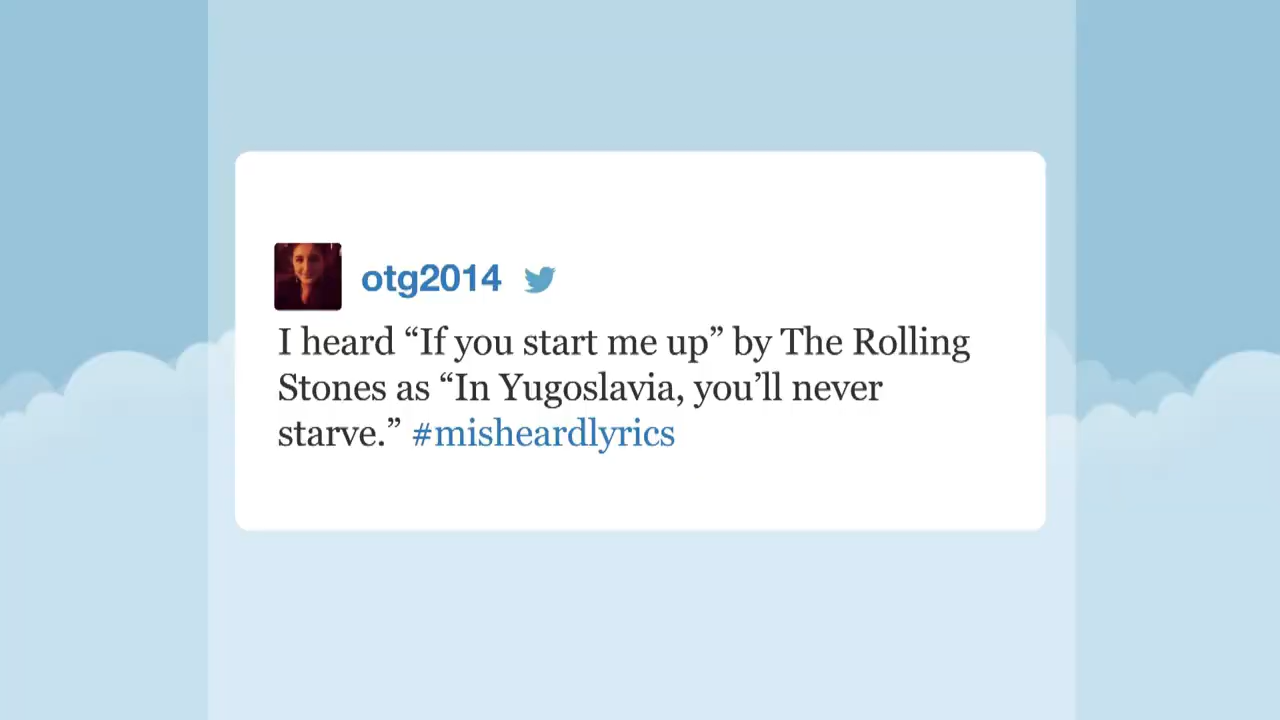 otg2014
I heard “If you start me up” by The Rolling
Stones as “In Yugoslavia, you’ll never
starve.” #misheardlyrics